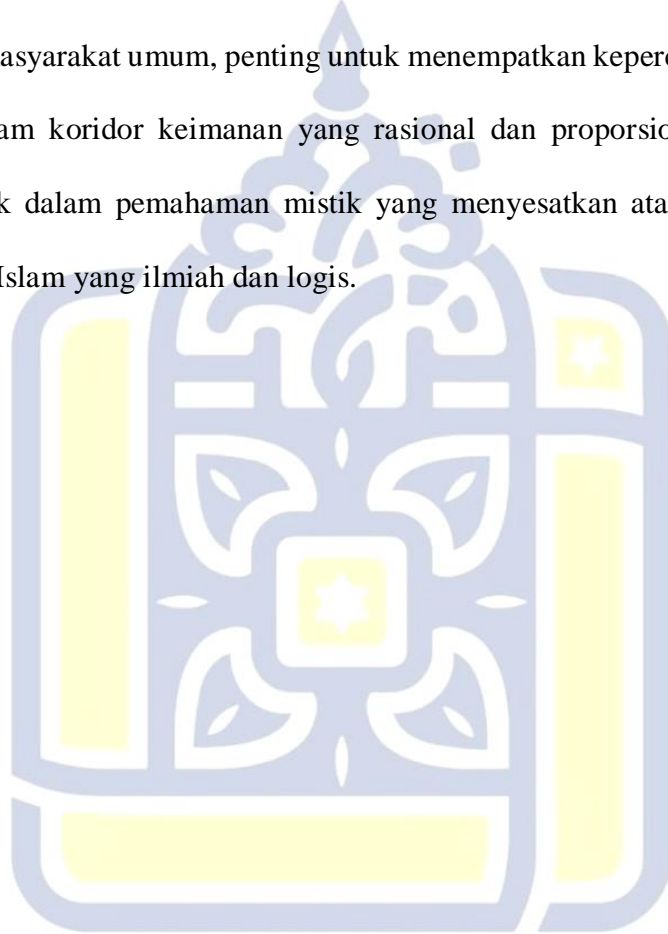 asyarakat umum, penting untuk menempatkan keperc
am koridor keimanan yang rasional dan proporsio
k dalam pemahaman mistik yang menyesatkan ata
Islam yang ilmiah dan logis.